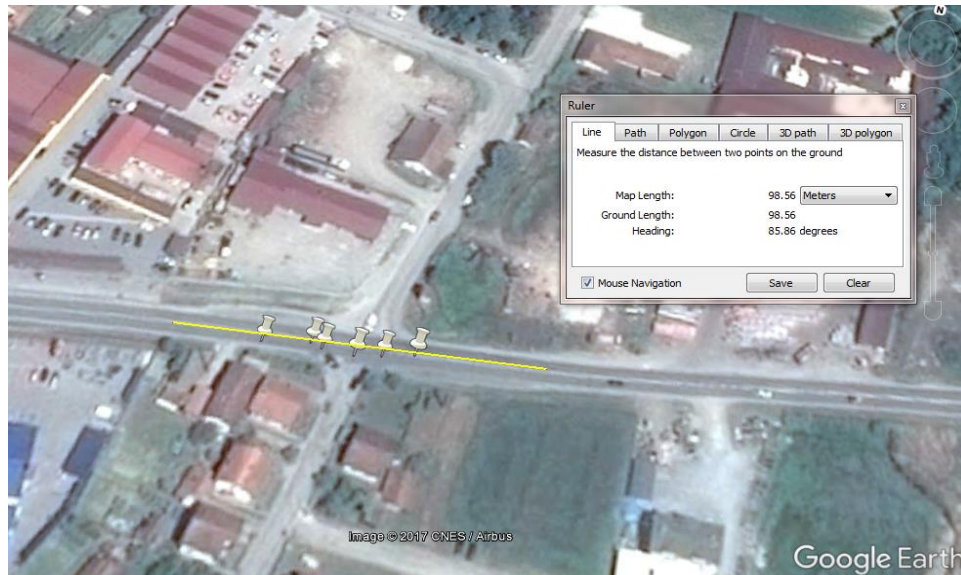 N
Ruler
Line Path Polygon Circle 3D path 3D polygon
Measure the distance between two points on the ground
Map Length: 98.56 Meters
Ground Length: 98.56
Heading: 85.86 degrees
Mouse Navigation Save Clear
Image © 2017 CNES / Airbus
Google Earth